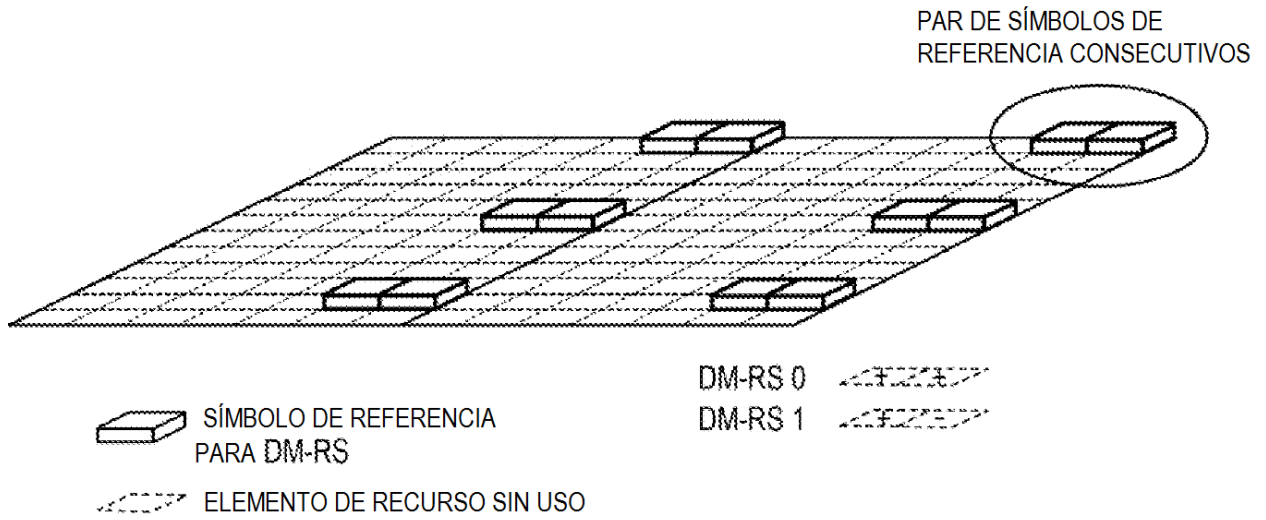 PAR DE SÍMBOLOS DE
REFERENCIA CONSECUTIVOS
DM-RS 0 + +
DM-RS 1 + -
SÍMBOLO DE REFERENCIA
PARA DM-RS
ELEMENTO DE RECURSO SIN USO